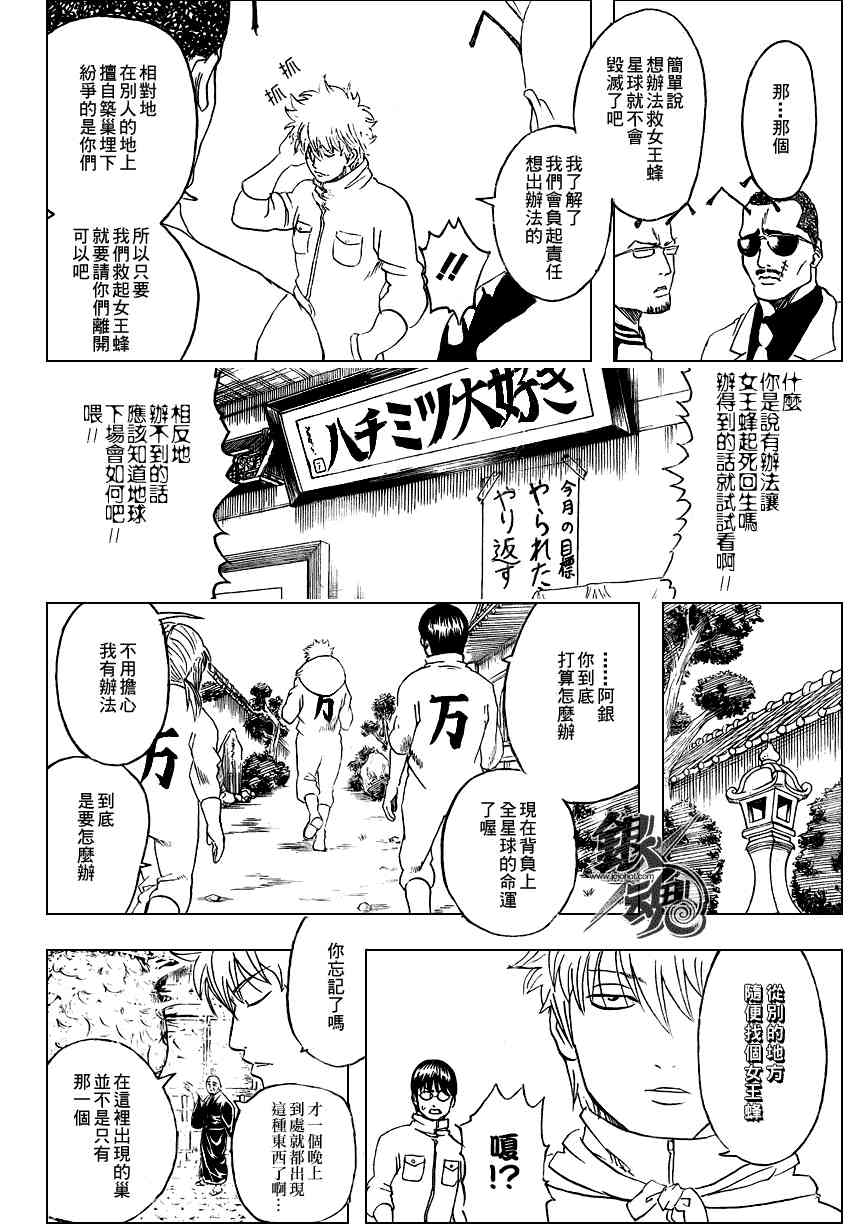 那……那個
簡單說
想辦法救女王蜂
星球就不會
毀滅了吧
我了解了
我們會負起責任
想出辦法的
!!
抓
抓
相對地
在別人的地上
擅自築巢埋下
紛爭的是你們
所以只要
我們救起女王蜂
就要請你們離開
可以吧
什麼
你是說有辦法讓
女王蜂起死回生嗎
辦得到的話就試試看啊!!
ハチミツ大好き
今月の目標
やられたら
やり返す
相反地
辦不到的話
應該知道地球
下場會如何吧!!
喂!!
……阿銀
你到底
打算怎麼辦
現在背負上
全星球的命運
了喔
万
万
万
不用擔心
我有辦法
到底
是要怎麼辦
銀魂
www.jojohot.com
從別的地方
隨便找個女王蜂
嗄!?
你忘記了嗎
才一個晚上
到處就都出現
這種東西了啊……
在這裡出現的巢
並不是只有
那一個